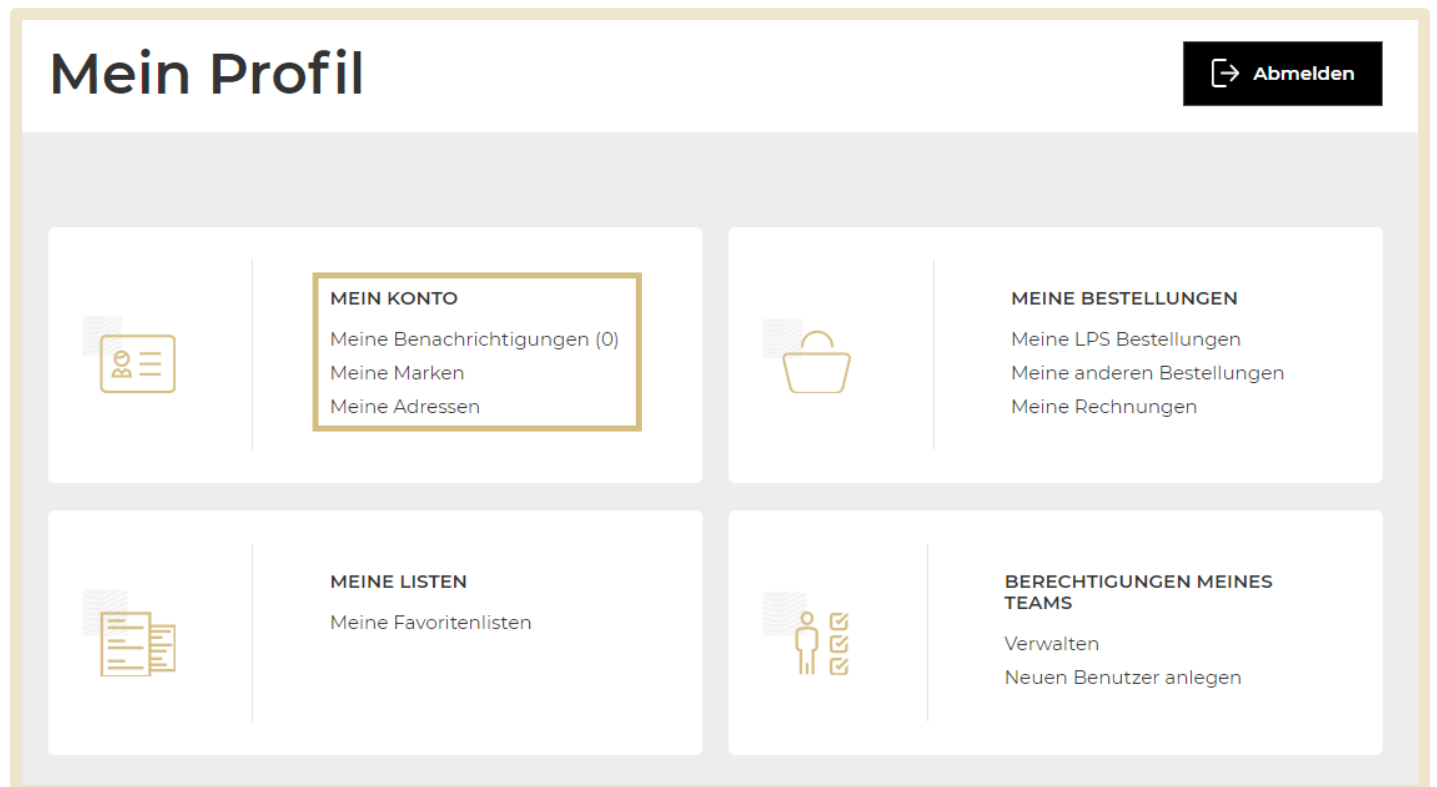 Mein Profil
Abmelden
MEIN KONTO
Meine Benachrichtigungen (0)
Meine Marken
Meine Adressen
MEINE BESTELLUNGEN
Meine LPS Bestellungen
Meine anderen Bestellungen
Meine Rechnungen
MEINE LISTEN
Meine Favoritenlisten
BERECHTIGUNGEN MEINES
TEAMS
Verwalten
Neuen Benutzer anlegen